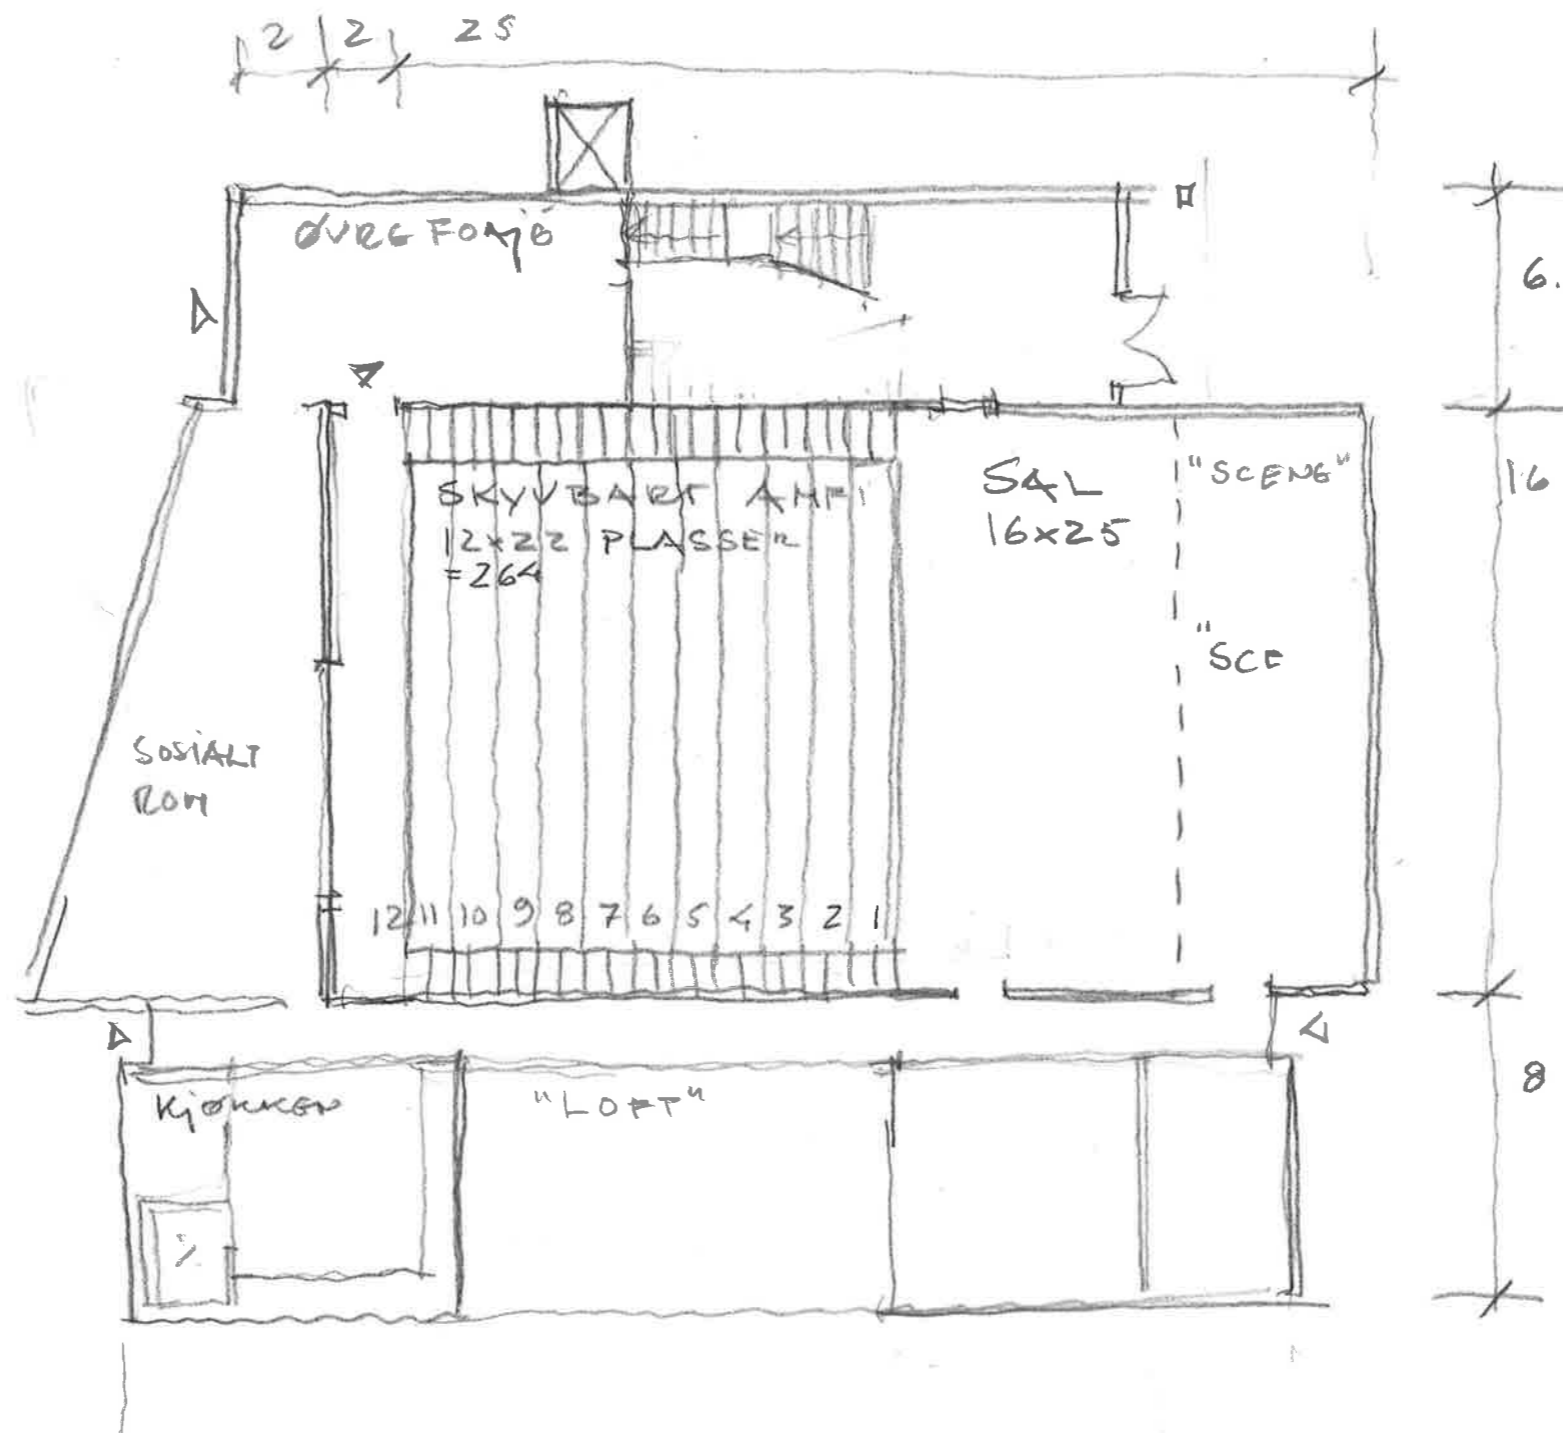 2 2 25
ØVRE FOAJÉ
6.
SKYVBART AMFI
12x22 PLASSER
=264
SAL
16x25
"SCENE"
16
"SCE
SOSIALT
ROM
12 11 10 9 8 7 6 5 4 3 2 1
KJØKKEN
"LOFT"
8